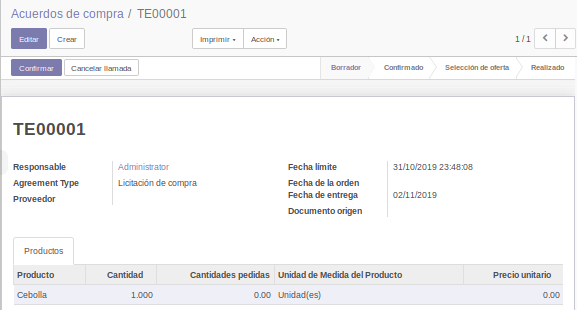 Acuerdos de compra / TE00001
Editar Crear Imprimir Acción 1 / 1
Confirmar Cancelar llamada Borrador Confirmado Selección de oferta Realizado
TE00001
Responsable Administrator Fecha límite 31/10/2019 23:48:08
Agreement Type Licitación de compra Fecha de la orden
Proveedor Fecha de entrega 02/11/2019
Documento origen
Productos
Producto Cantidad Cantidades pedidas Unidad de Medida del Producto Precio unitario
Cebolla 1.000 0.00 Unidad(es) 0.00